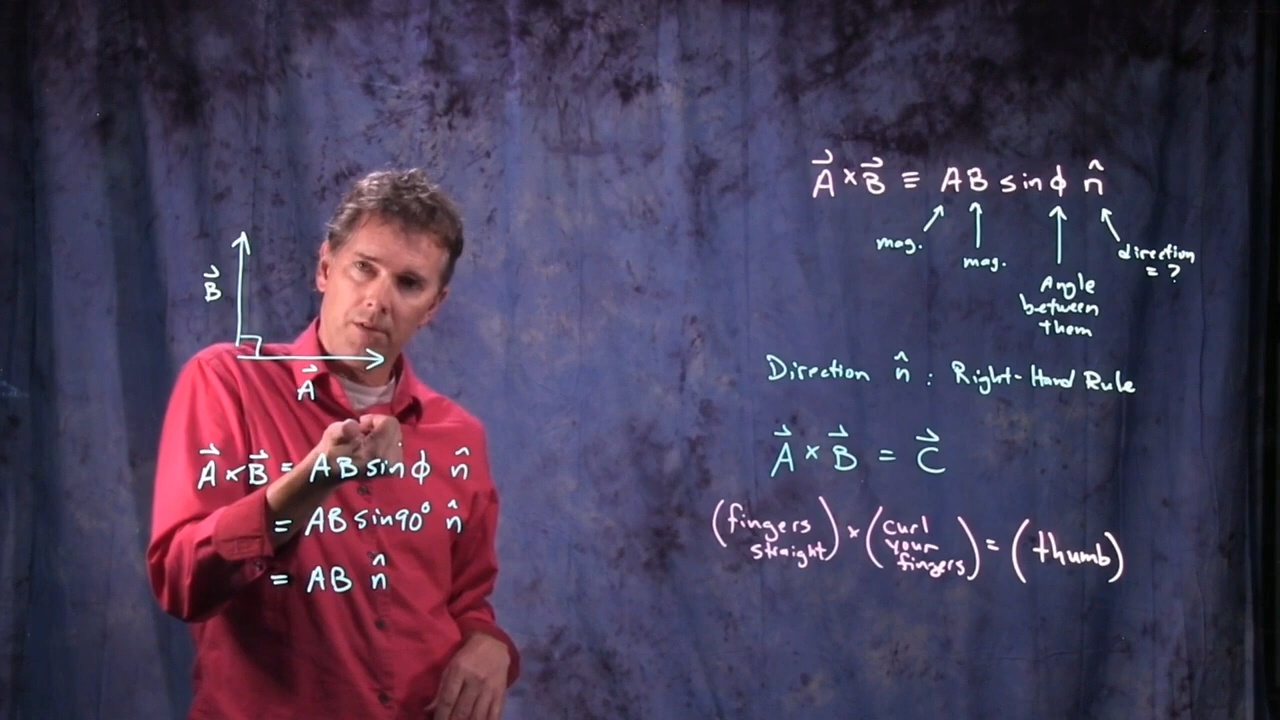 B⃗
A⃗
A⃗ × B⃗ = AB sin ϕ n̂
= AB sin 90° n̂
= AB n̂
A⃗ × B⃗ ≡ AB sin ϕ n̂
mag.
mag.
Angle
between
them
direction
= ?
Direction n̂ : Right-Hand Rule
A⃗ × B⃗ = C⃗
(fingers straight) × (curl your fingers) = (thumb)